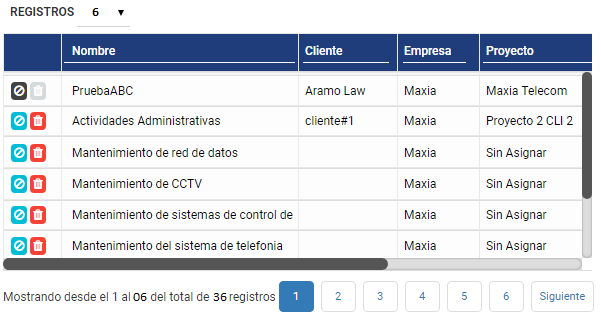 REGISTROS 6
Nombre Cliente Empresa Proyecto
PruebaABC Aramo Law Maxia Maxia Telecom
Actividades Administrativas cliente#1 Maxia Proyecto 2 CLI 2
Mantenimiento de red de datos Maxia Sin Asignar
Mantenimiento de CCTV Maxia Sin Asignar
Mantenimiento de sistemas de control de Maxia Sin Asignar
Mantenimiento del sistema de telefonia Maxia Sin Asignar
Mostrando desde el 1 al 06 del total de 36 registros 1 2 3 4 5 6 Siguiente